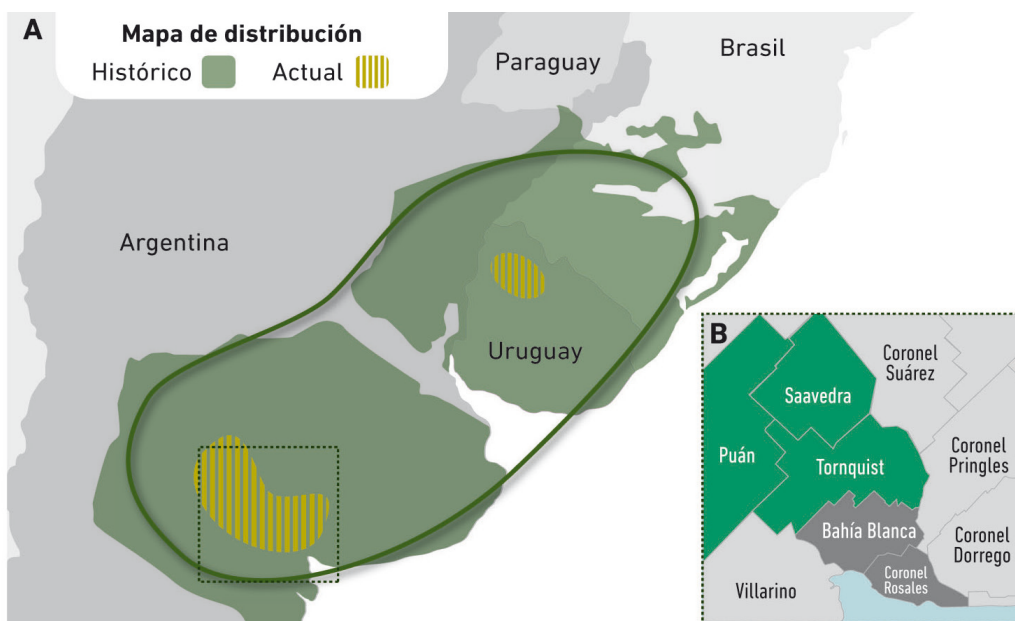 A
Mapa de distribución
Histórico
Actual
Paraguay
Brasil
Argentina
Uruguay
B
Coronel
Suárez
Saavedra
Puán
Tornquist
Coronel
Pringles
Bahía Blanca
Coronel
Dorrego
Coronel
Rosales
Villarino